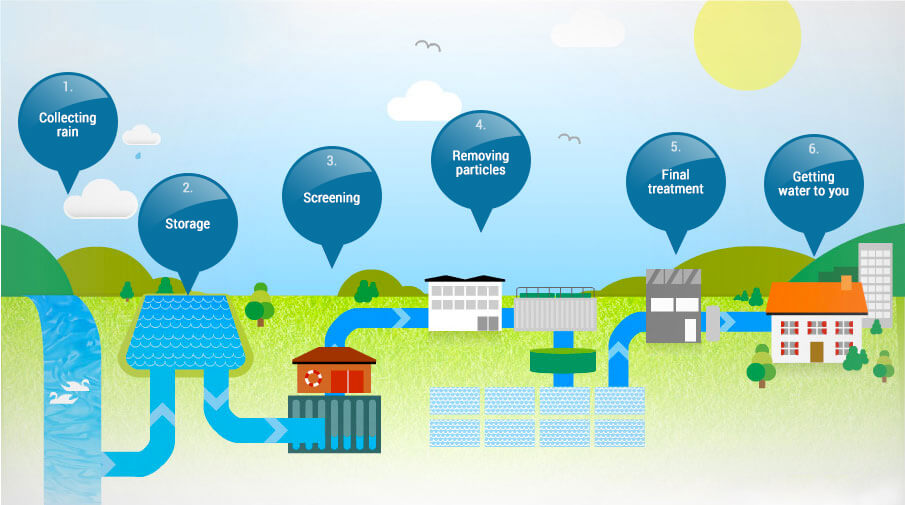 1.
Collecting
rain
2.
Storage
3.
Screening
4.
Removing
particles
5.
Final
treatment
6.
Getting
water to you